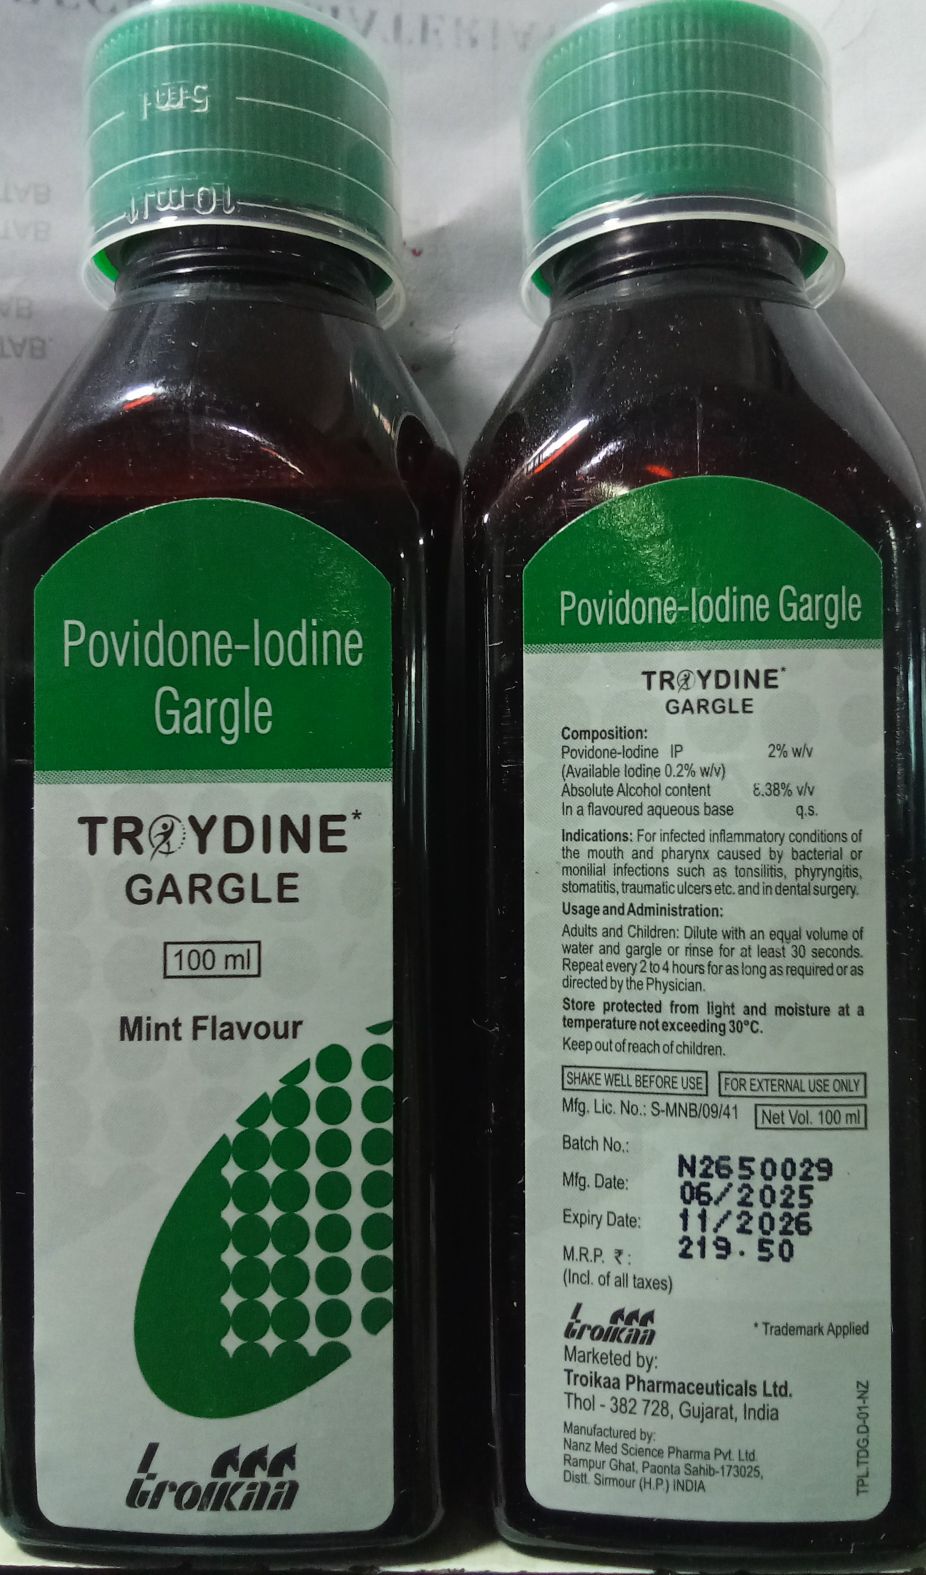 5ml
10 ml
TAB
TAB
AB
TAB.
Povidone-Iodine
Gargle
TROYDINE*
GARGLE
100 ml
Mint Flavour
troikaa
Povidone-Iodine Gargle
TROYDINE*
GARGLE
Composition:
Povidone-Iodine IP 2% w/v
(Available Iodine 0.2% w/v)
Absolute Alcohol content 8.38% v/v
In a flavoured aqueous base q.s.
Indications: For infected inflammatory conditions of
the mouth and pharynx caused by bacterial or
monilial infections such as tonsilitis, phyryngitis,
stomatitis, traumatic ulcers etc. and in dental surgery.
Usage and Administration:
Adults and Children: Dilute with an equal volume of
water and gargle or rinse for at least 30 seconds.
Repeat every 2 to 4 hours for as long as required or as
directed by the Physician.
Store protected from light and moisture at a
temperature not exceeding 30°C.
Keep out of reach of children.
SHAKE WELL BEFORE USE FOR EXTERNAL USE ONLY
Mfg. Lic. No.: S-MNB/09/41 Net Vol. 100 ml
Batch No.: N2650029
Mfg. Date: 06/2025
Expiry Date: 11/2026
M.R.P. ₹ : 219.50
(Incl. of all taxes)
troikaa
* Trademark Applied
Marketed by:
Troikaa Pharmaceuticals Ltd.
Thol - 382 728, Gujarat, India
Manufactured by:
Nanz Med Science Pharma Pvt. Ltd.
Rampur Ghat, Paonta Sahib-173025,
Distt. Sirmour (H.P.) INDIA
TPL.TDG.D-01-NZ